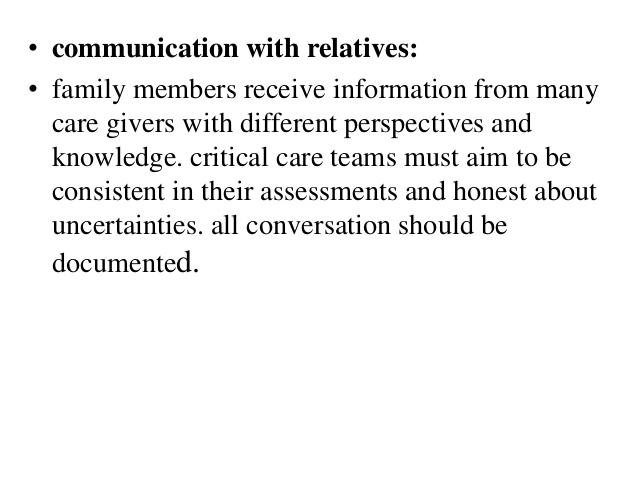 • communication with relatives:
• family members receive information from many
care givers with different perspectives and
knowledge. critical care teams must aim to be
consistent in their assessments and honest about
uncertainties. all conversation should be
documented.